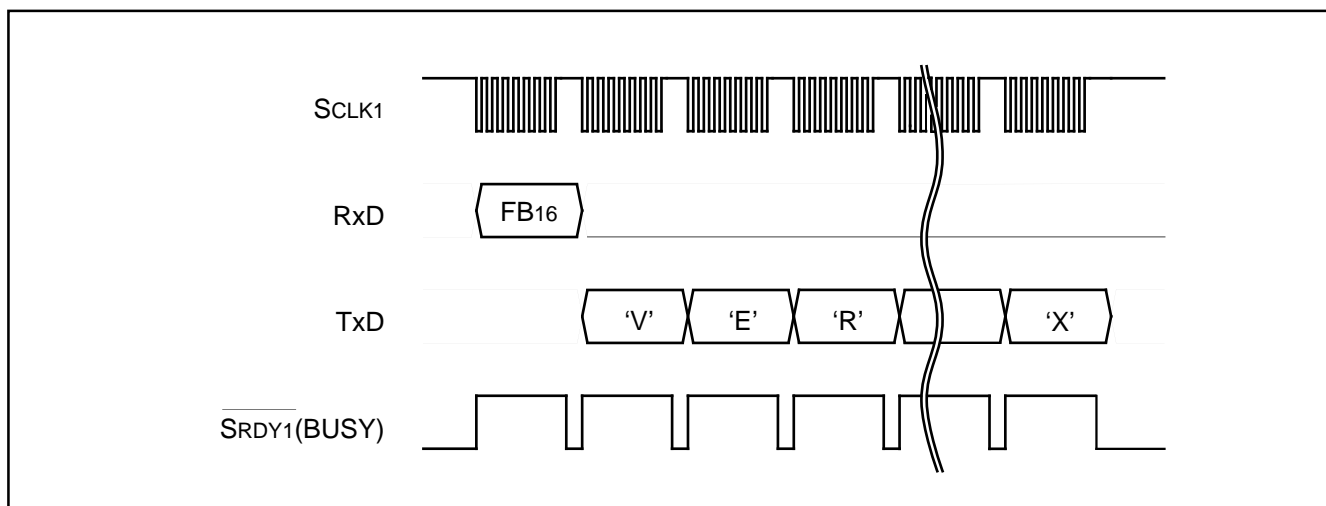 SCLK1
RxD
FB16
TxD
‘V’ ‘E’ ‘R’ ‘X’
SRDY1(BUSY)